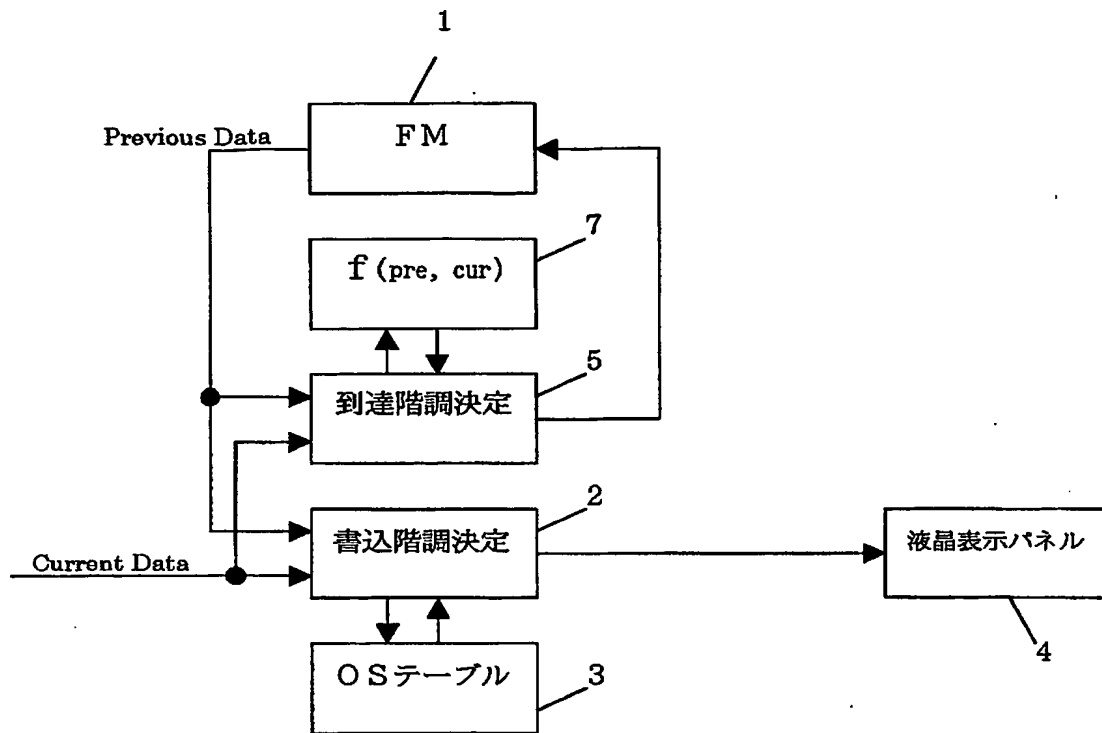 1
FM
Previous Data
7
f(pre, cur)
5
到達階調決定
2
書込階調決定
液晶表示パネル
Current Data
4
OSテーブル
3